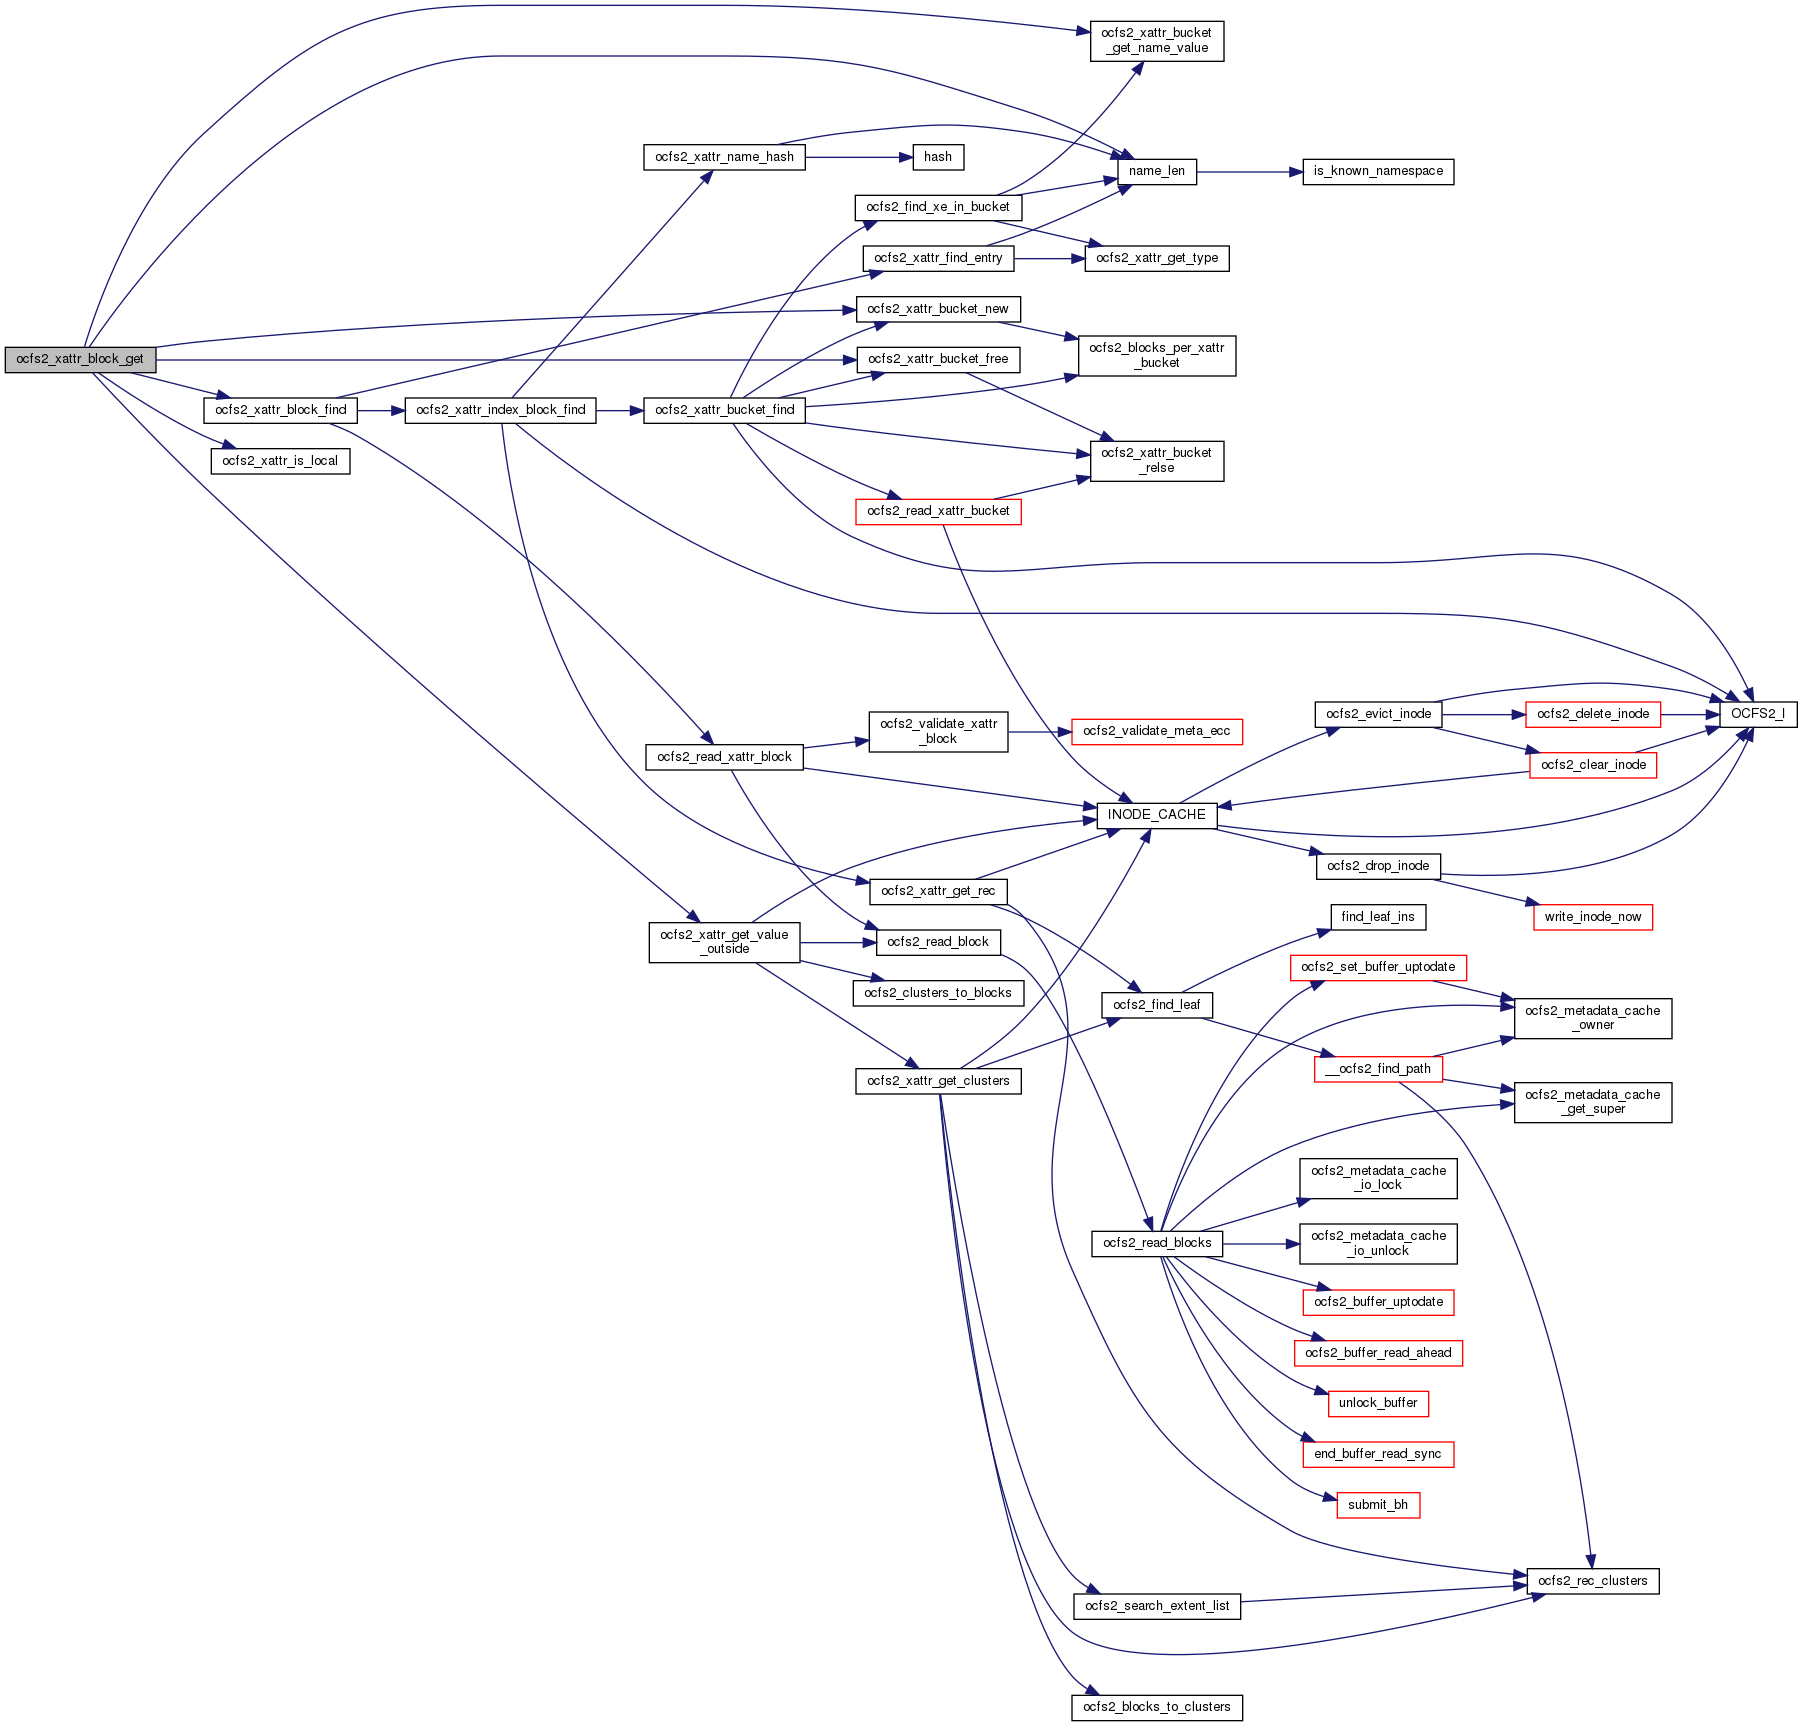 ocfs2_xattr_bucket
_get_name_value
ocfs2_xattr_name_hash
hash
name_len
is_known_namespace
ocfs2_find_xe_in_bucket
ocfs2_xattr_find_entry
ocfs2_xattr_get_type
ocfs2_xattr_bucket_new
ocfs2_xattr_block_get
ocfs2_xattr_bucket_free
ocfs2_blocks_per_xattr
_bucket
ocfs2_xattr_block_find
ocfs2_xattr_index_block_find
ocfs2_xattr_bucket_find
ocfs2_xattr_is_local
ocfs2_xattr_bucket
_relse
ocfs2_read_xattr_bucket
ocfs2_evict_inode
ocfs2_delete_inode
OCFS2_I
ocfs2_validate_xattr
_block
ocfs2_validate_meta_ecc
ocfs2_read_xattr_block
ocfs2_clear_inode
INODE_CACHE
ocfs2_drop_inode
ocfs2_xattr_get_rec
write_inode_now
find_leaf_ins
ocfs2_xattr_get_value
_outside
ocfs2_read_block
ocfs2_set_buffer_uptodate
ocfs2_clusters_to_blocks
ocfs2_find_leaf
ocfs2_metadata_cache
_owner
__ocfs2_find_path
ocfs2_xattr_get_clusters
ocfs2_metadata_cache
_get_super
ocfs2_metadata_cache
_io_lock
ocfs2_read_blocks
ocfs2_metadata_cache
_io_unlock
ocfs2_buffer_uptodate
ocfs2_buffer_read_ahead
unlock_buffer
end_buffer_read_sync
submit_bh
ocfs2_rec_clusters
ocfs2_search_extent_list
ocfs2_blocks_to_clusters